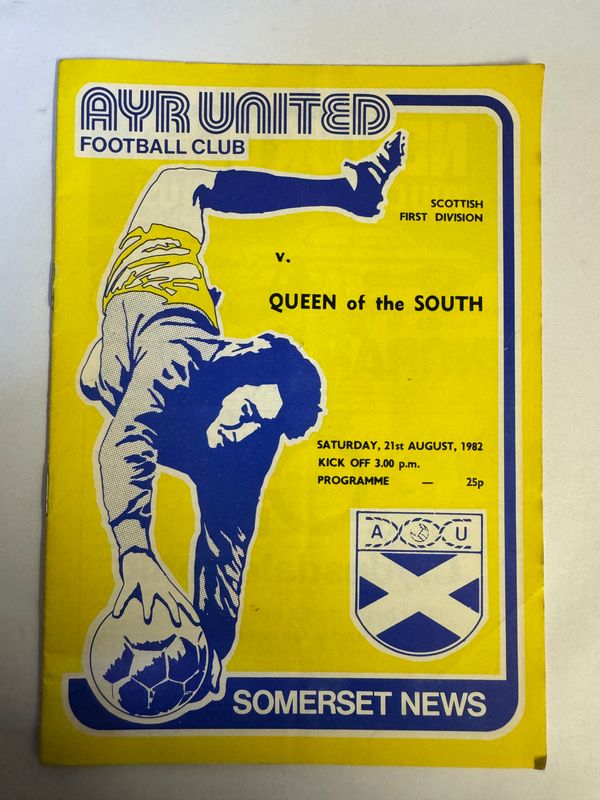 AYR UNITED
FOOTBALL CLUB
SCOTTISH
FIRST DIVISION
v.
QUEEN of the SOUTH
SATURDAY, 21st AUGUST, 1982
KICK OFF 3.00 p.m.
PROGRAMME — 25p
A U
SOMERSET NEWS